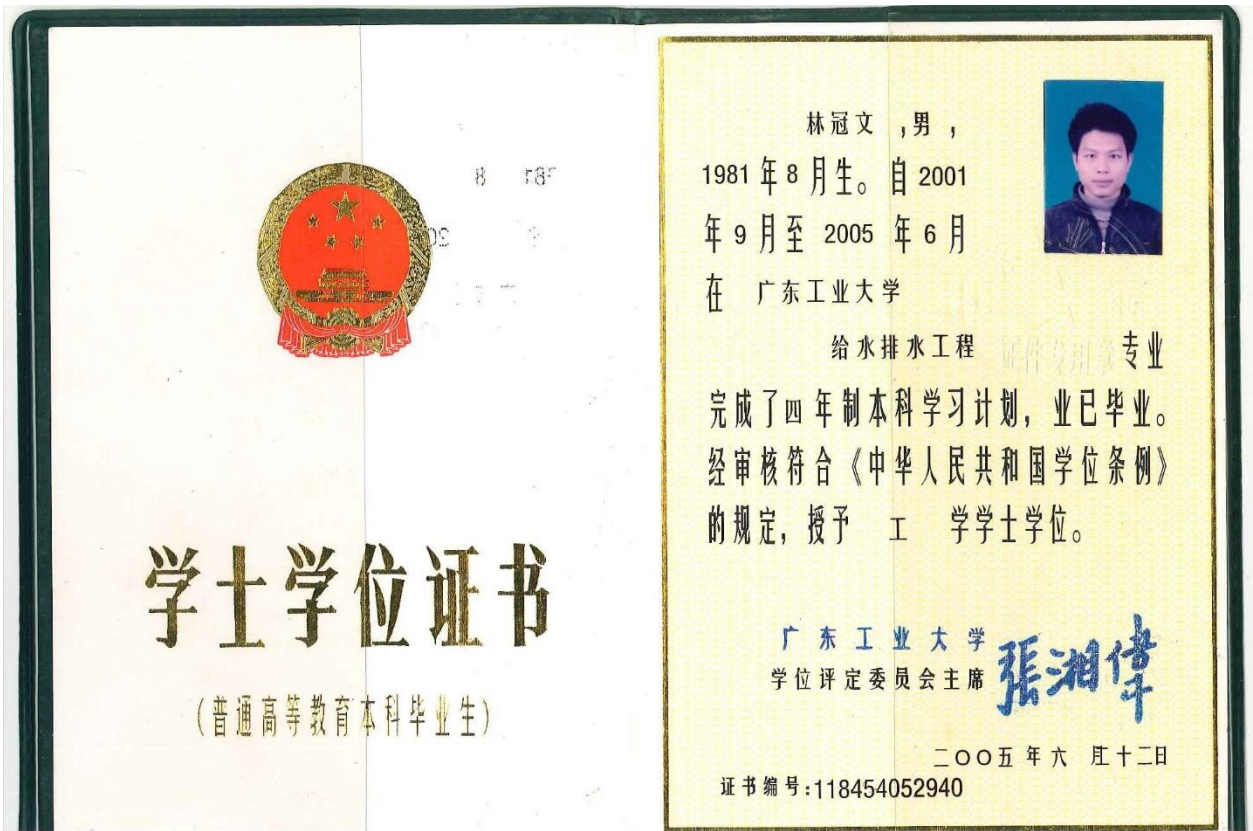 学士学位证书
(普通高等教育本科毕业生)
林冠文 ,男 ,
1981 年 8 月生。自 2001
年 9 月至 2005 年 6 月
在 广东工业大学
给水排水工程 专业
完成了四年制本科学习计划, 业已毕业。
经审核符合《中华人民共和国学位条例》
的规定, 授予 工 学学士学位。
广东工业大学
学位评定委员会主席 張湘偉
二〇〇五年六 月十二日
证书编号:118454052940